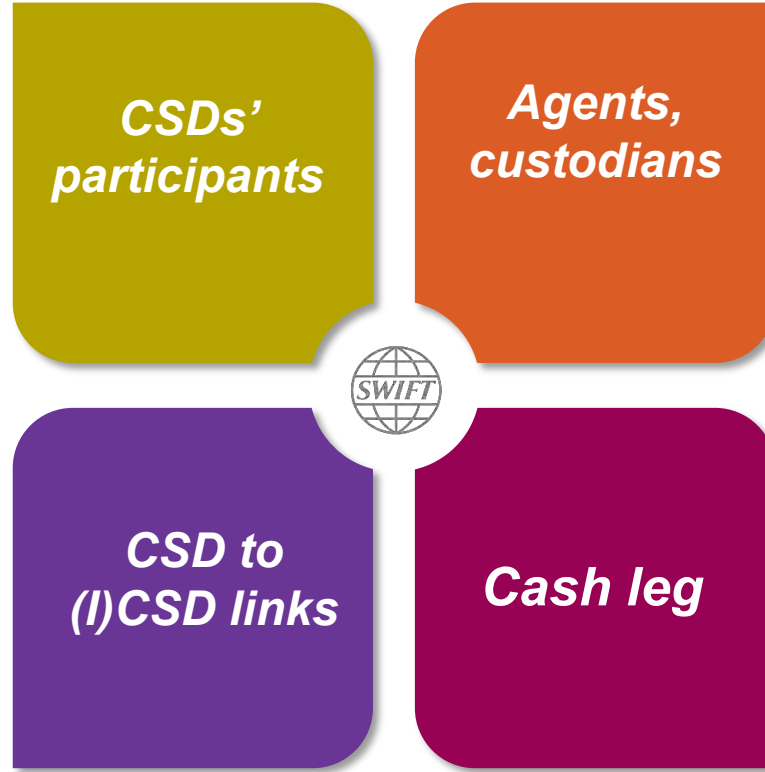 CSDs’
participants
Agents,
custodians
SWIFT
CSD to
(I)CSD links
Cash leg